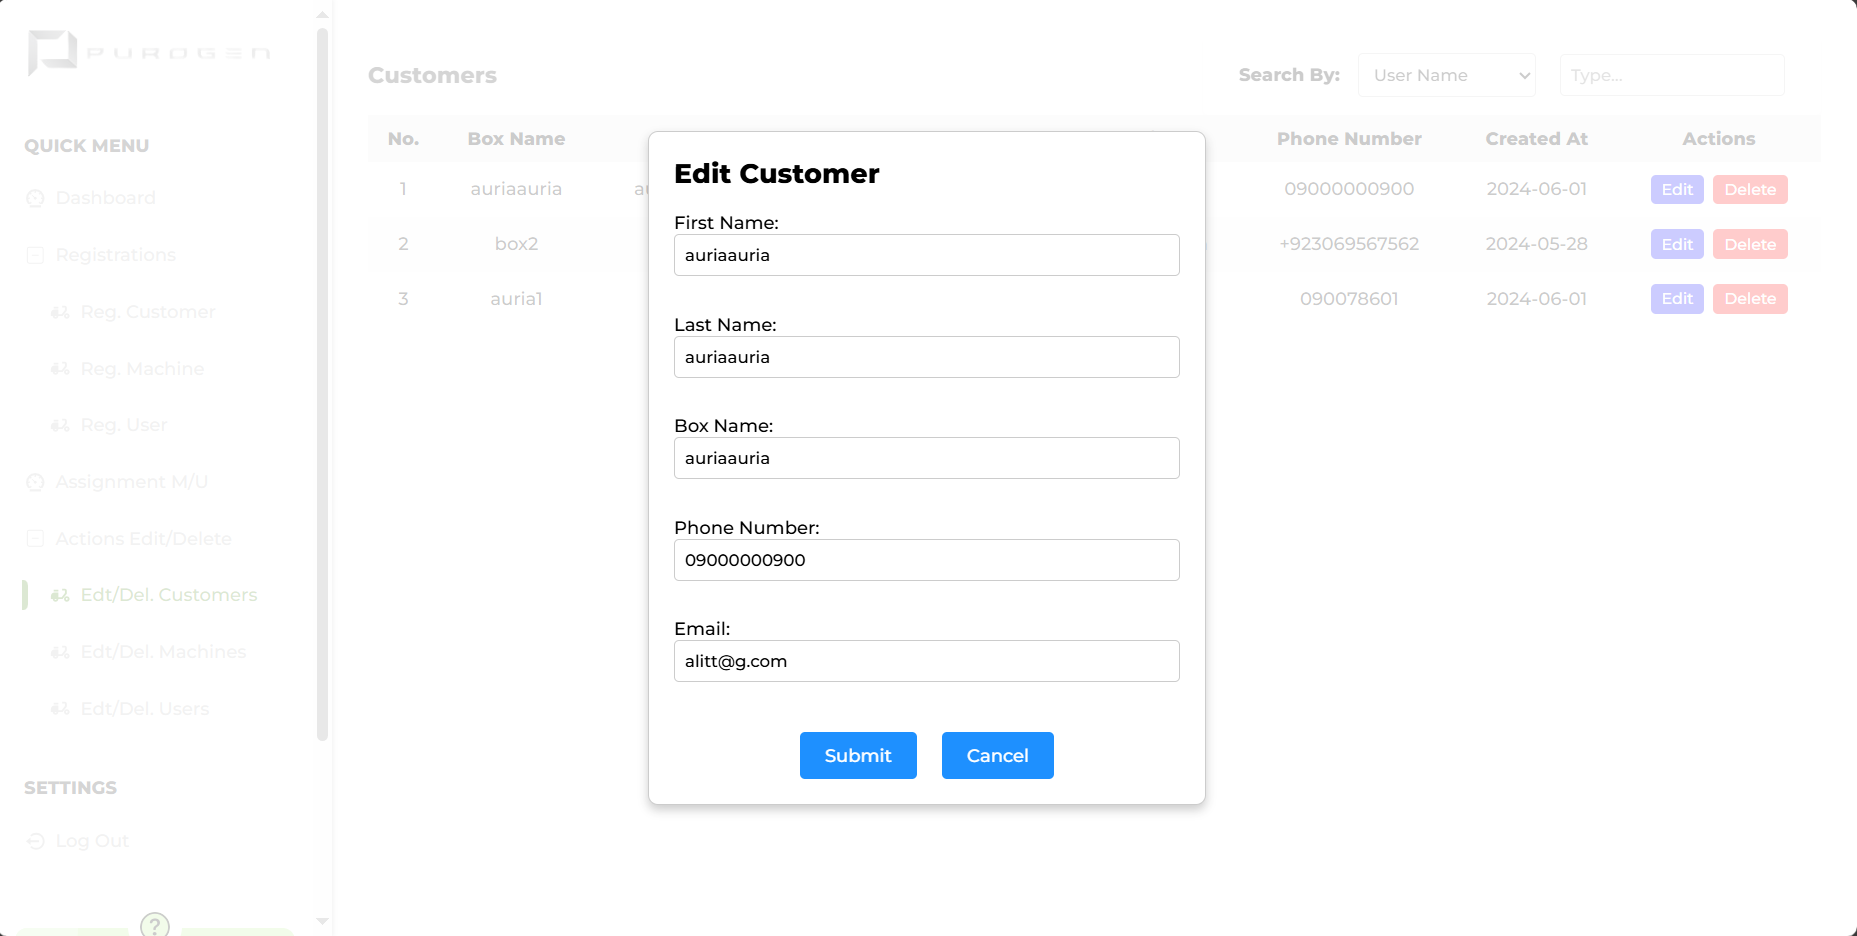 PUROGEN
QUICK MENU
Dashboard
Registrations
Reg. Customer
Reg. Machine
Reg. User
Assignment M/U
Actions Edit/Delete
Edt/Del. Customers
Edt/Del. Machines
Edt/Del. Users
SETTINGS
Log Out
?
Customers
Search By:
User Name
Type...
No. Box Name Phone Number Created At Actions
1 auriaauria 09000000900 2024-06-01 Edit Delete
2 box2 +923069567562 2024-05-28 Edit Delete
3 auria1 090078601 2024-06-01 Edit Delete
Edit Customer
First Name:
auriaauria
Last Name:
auriaauria
Box Name:
auriaauria
Phone Number:
09000000900
Email:
alitt@g.com
Submit Cancel